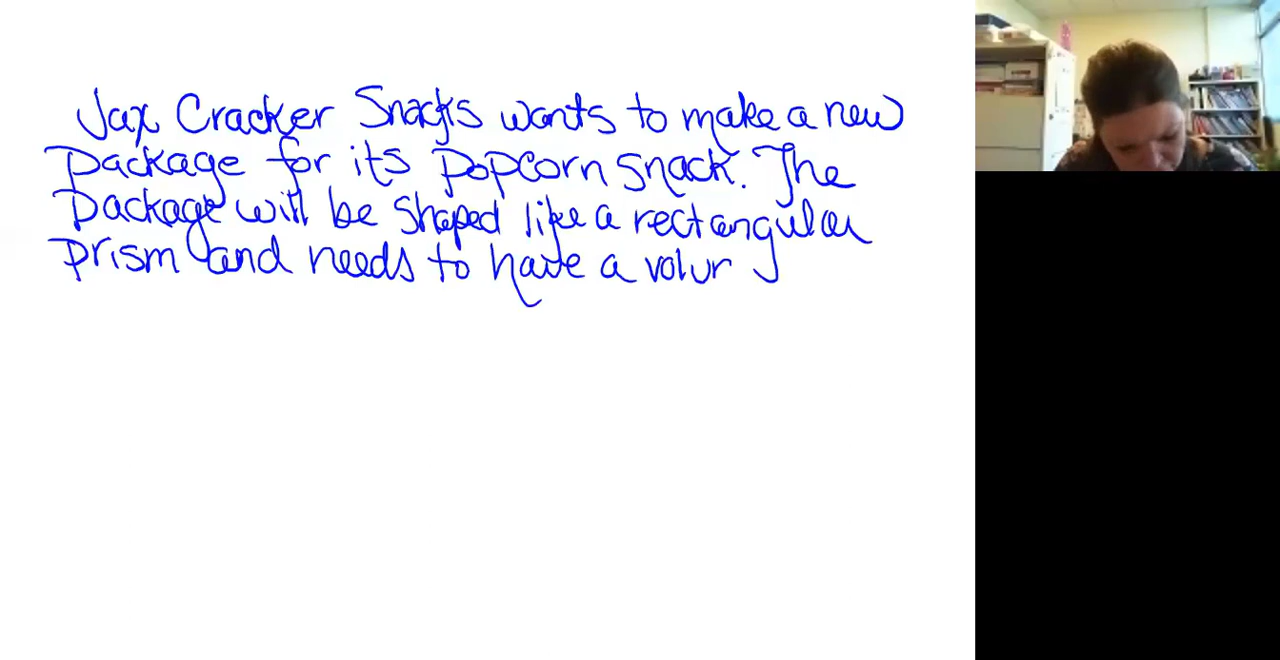 Jax Cracker Snacks wants to make a new
package for its popcorn snack. The
package will be shaped like a rectangular
prism and needs to have a volur